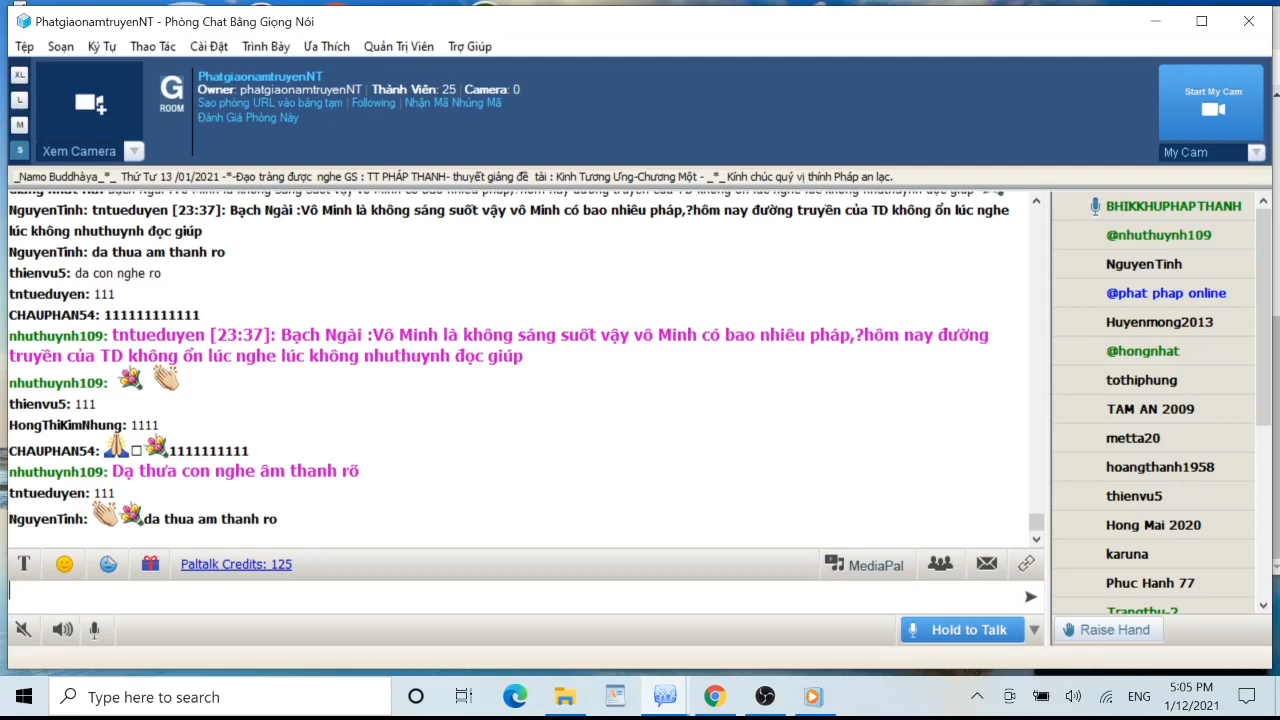 PhatgiaonamtruyenNT - Phòng Chat Bằng Giọng Nói
Tệp Soạn Ký Tự Thao Tác Cài Đặt Trình Bày Ưa Thích Quản Trị Viên Trợ Giúp
XL
L
M
S
Xem Camera
G
ROOM
PhatgiaonamtruyenNT
Owner: phatgiaonamtruyenNT | Thành Viên: 25 | Camera: 0
Sao phòng URL vào bảng tạm | Following | Nhận Mã Nhúng Mã
Đánh Giá Phòng Này
Start My Cam
My Cam
_Namo Buddhàya_*_ Thứ Tư 13 /01/2021 -*-Đạo tràng được nghe GS : TT PHÁP THANH- thuyết giảng đề tài : Kinh Tương Ưng-Chương Một - _*_Kính chúc quý vị thính Pháp an lạc.
NguyenTinh: tntueduyen [23:37]: Bạch Ngài :Vô Minh là không sáng suốt vậy vô Minh có bao nhiêu pháp,?hôm nay đường truyền của TD không ổn lúc nghe
lúc không nhuthuynh đọc giúp
NguyenTinh: da thua am thanh ro
thienvu5: da con nghe ro
tntueduyen: 111
CHAUPHAN54: 111111111111
nhuthuynh109: tntueduyen [23:37]: Bạch Ngài :Vô Minh là không sáng suốt vậy vô Minh có bao nhiêu pháp,?hôm nay đường
truyền của TD không ổn lúc nghe lúc không nhuthuynh đọc giúp
nhuthuynh109:
thienvu5: 111
HongThiKimNhung: 1111
CHAUPHAN54: 1111111111
nhuthuynh109: Dạ thưa con nghe âm thanh rõ
tntueduyen: 111
NguyenTinh: da thua am thanh ro
BHIKKHUPHAPTHANH
@nhuthuynh109
NguyenTinh
@phat phap online
Huyenmong2013
@hongnhat
tothiphung
TAM AN 2009
metta20
hoangthanh1958
thienvu5
Hong Mai 2020
karuna
Phuc Hanh 77
Trangthu-2
T Paltalk Credits: 125 MediaPal
Hold to Talk
Raise Hand
Type here to search
ENG
5:05 PM
1/12/2021